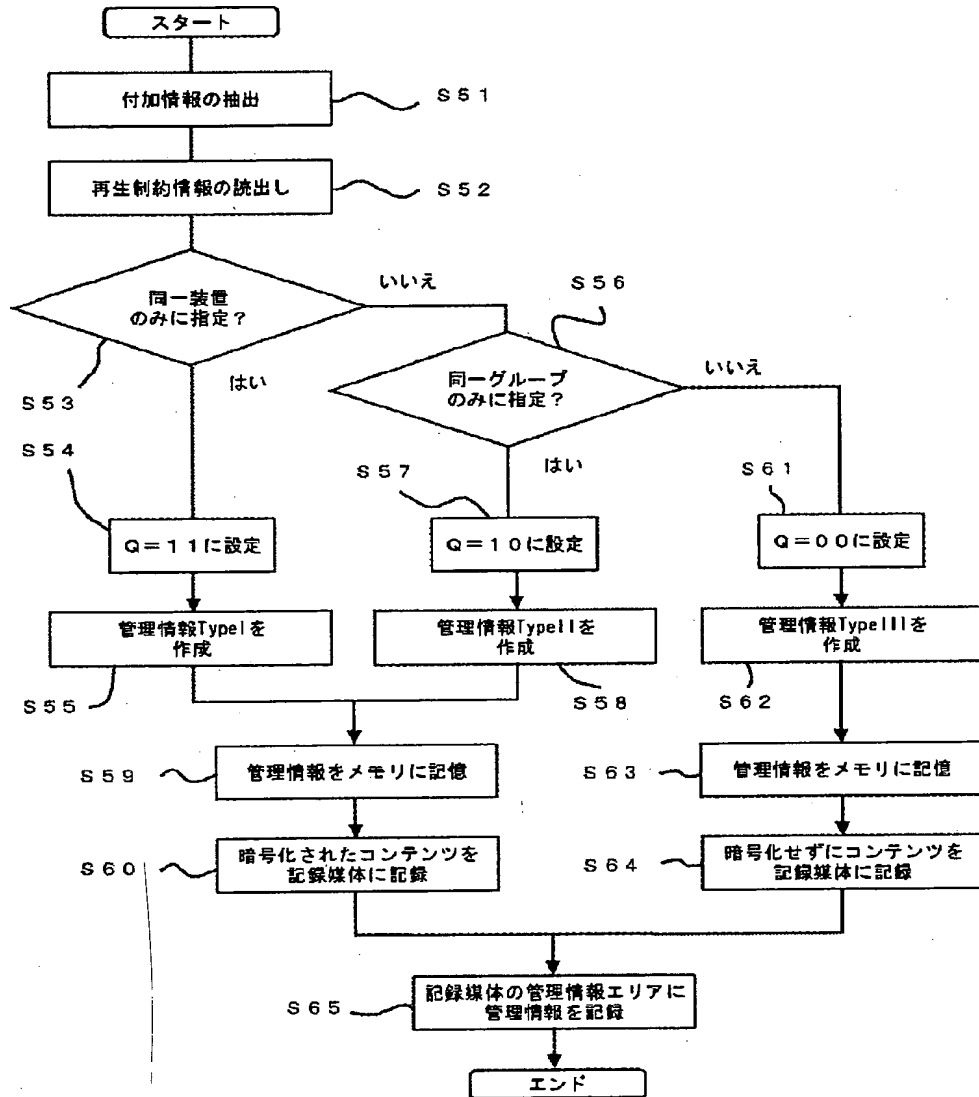 スタート
付加情報の抽出
S51
再生制約情報の読出し
S52
同一装置
のみに指定?
いいえ
はい
S53
S56
同一グループ
のみに指定?
いいえ
はい
S54
Q=11に設定
S57
Q=10に設定
S61
Q=00に設定
管理情報TypeIを
作成
S55
管理情報TypeIIを
作成
S58
管理情報TypeIIIを
作成
S62
S59
管理情報をメモリに記憶
S63
管理情報をメモリに記憶
S60
暗号化されたコンテンツを
記録媒体に記録
S64
暗号化せずにコンテンツを
記録媒体に記録
S65
記録媒体の管理情報エリアに
管理情報を記録
エンド